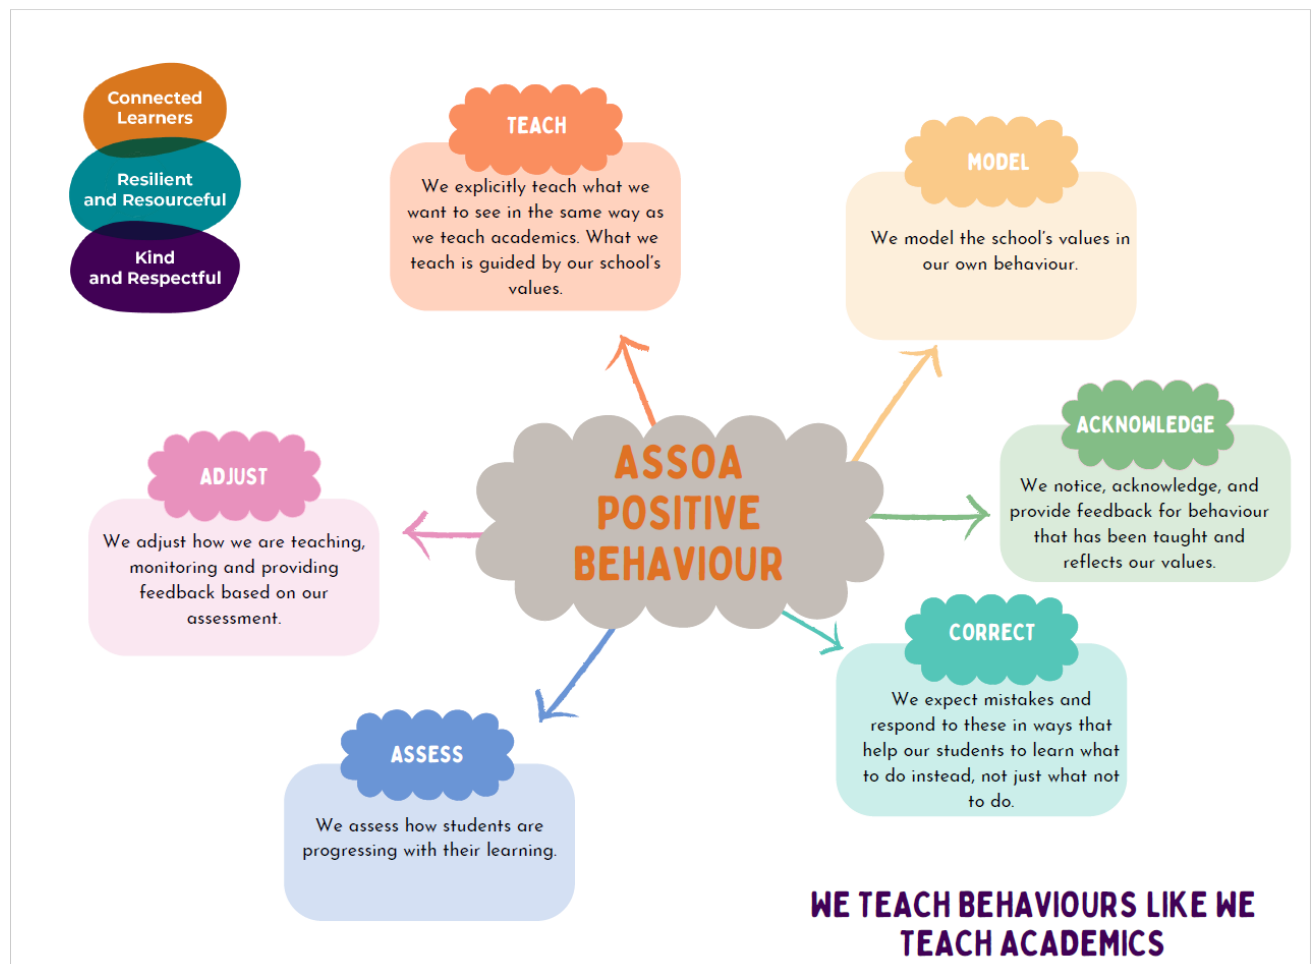 Connected
Learners
Resilient
and Resourceful
Kind
and Respectful
TEACH
We explicitly teach what we
want to see in the same way as
we teach academics. What we
teach is guided by our school's
values.
MODEL
We model the school's values in
our own behaviour.
ACKNOWLEDGE
We notice, acknowledge, and
provide feedback for behaviour
that has been taught and
reflects our values.
ASSOA
POSITIVE
BEHAVIOUR
ADJUST
We adjust how we are teaching,
monitoring and providing
feedback based on our
assessment.
CORRECT
We expect mistakes and
respond to these in ways that
help our students to learn what
to do instead, not just what not
to do.
ASSESS
We assess how students are
progressing with their learning.
WE TEACH BEHAVIOURS LIKE WE
TEACH ACADEMICS